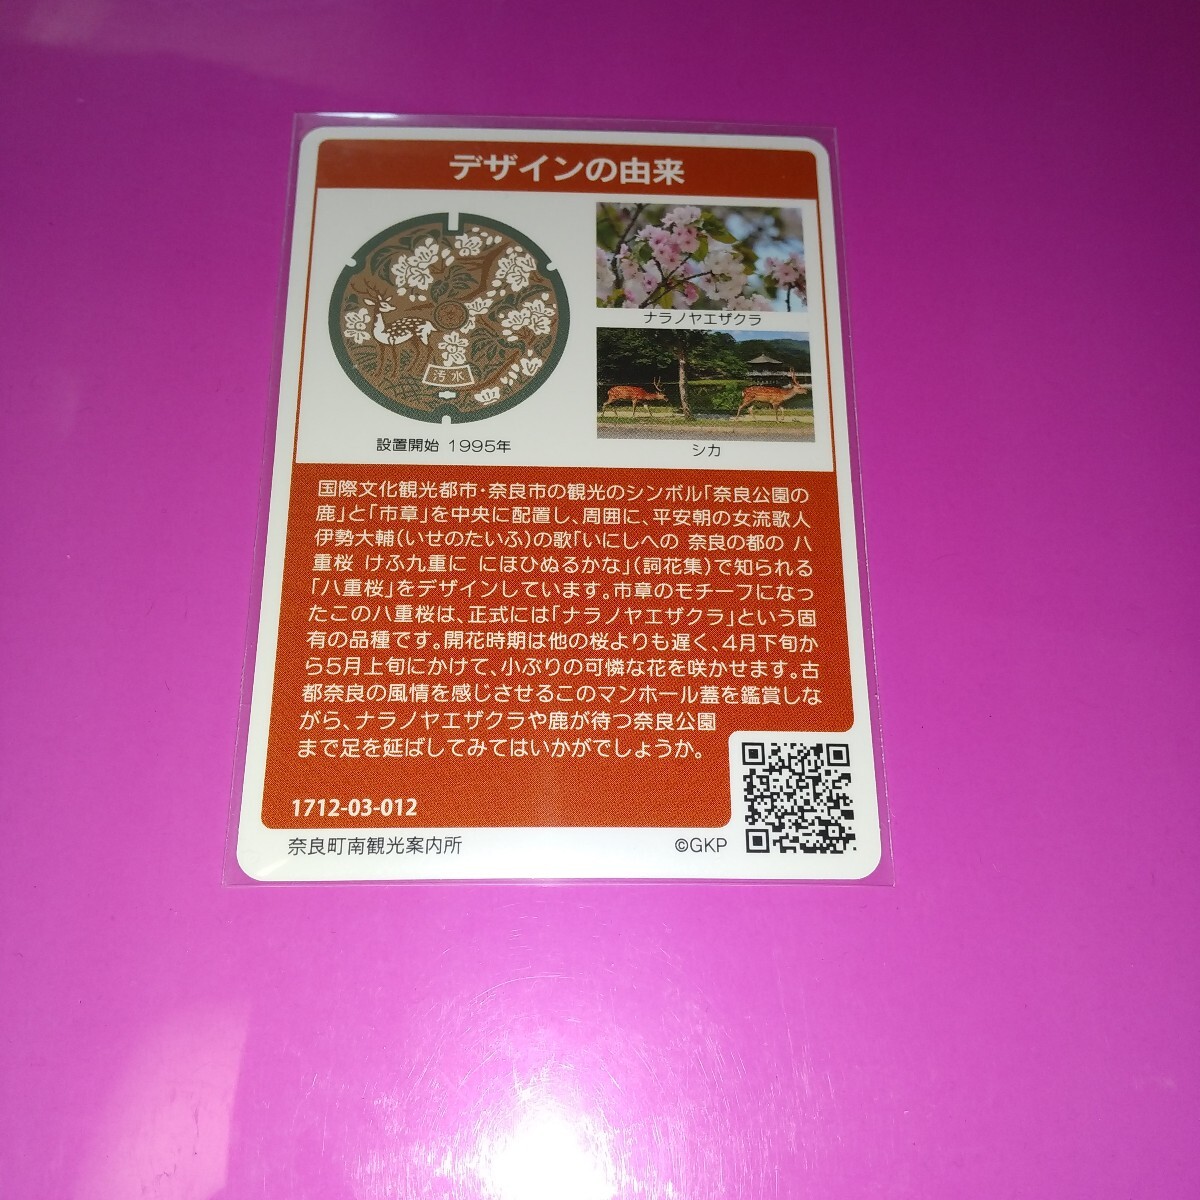 デザインの由来
汚水
設置開始 1995年
ナラノヤエザクラ
シカ
国際文化観光都市・奈良市の観光のシンボル「奈良公園の
鹿」と「市章」を中央に配置し、周囲に、平安朝の女流歌人
伊勢大輔(いせのたいふ)の歌「いにしへの 奈良の都の 八
重桜 けふ九重に にほひぬるかな」(詞花集)で知られる
「八重桜」をデザインしています。市章のモチーフになっ
たこの八重桜は、正式には「ナラノヤエザクラ」という固
有の品種です。開花時期は他の桜よりも遅く、4月下旬か
ら5月上旬にかけて、小ぶりの可憐な花を咲かせます。古
都奈良の風情を感じさせるこのマンホール蓋を鑑賞しな
がら、ナラノヤエザクラや鹿が待つ奈良公園
まで足を延ばしてみてはいかがでしょうか。
1712-03-012
奈良町南観光案内所
©GKP